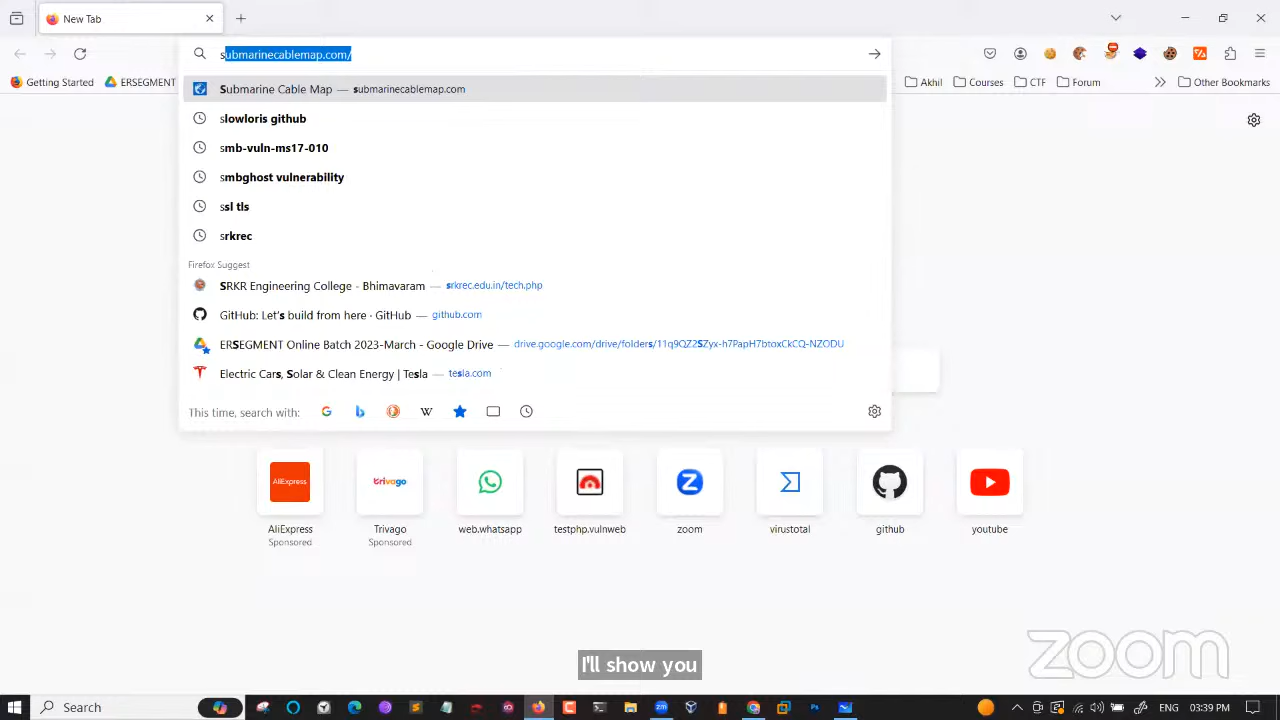 New Tab
submarinecablemap.com/
Getting Started
ERSEGMENT
Akhil
Courses
CTF
Forum
Other Bookmarks
Submarine Cable Map — submarinecablemap.com
slowloris github
smb-vuln-ms17-010
smbghost vulnerability
ssl tls
srkrec
Firefox Suggest
SRKR Engineering College - Bhimavaram — srkrec.edu.in/tech.php
GitHub: Let's build from here · GitHub — github.com
ERSEGMENT Online Batch 2023-March - Google Drive — drive.google.com/drive/folders/11q9QZ2SZyx-h7PapH7btoxCkCQ-NZODU
Electric Cars, Solar & Clean Energy | Tesla — tesla.com
This time, search with:
AliExpress
trivago
AliExpress
Sponsored
Trivago
Sponsored
web.whatsapp
testphp.vulnweb
zoom
virustotal
github
youtube
I'll show you
zoom
Search
ENG
03:39 PM